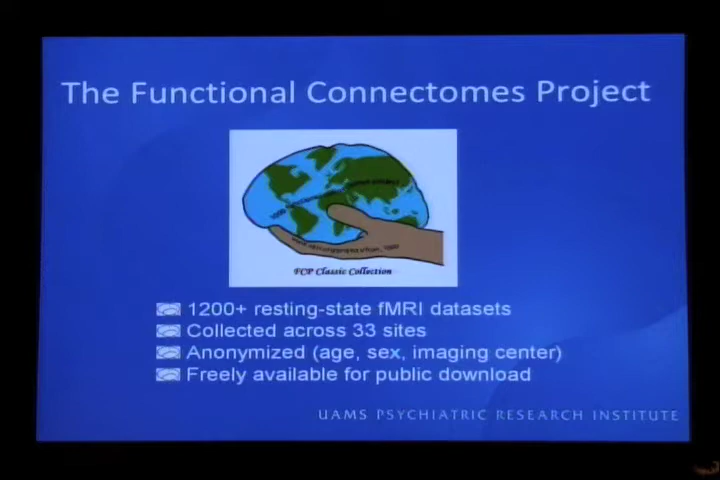 The Functional Connectomes Project
FCP Classic Collection
1200+ resting-state fMRI datasets
Collected across 33 sites
Anonymized (age, sex, imaging center)
Freely available for public download
UAMS PSYCHIATRIC RESEARCH INSTITUTE